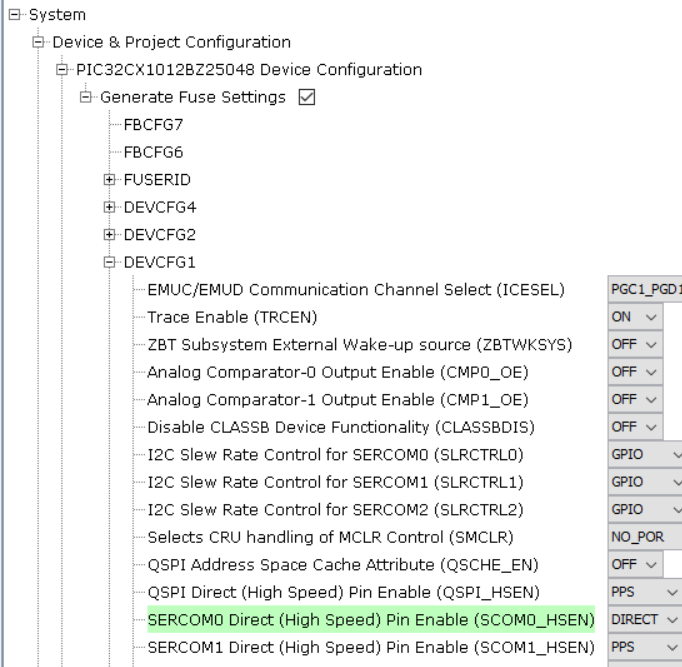 System
Device & Project Configuration
PIC32CX1012BZ25048 Device Configuration
Generate Fuse Settings
FBCFG7
FBCFG6
FUSERID
DEVCFG4
DEVCFG2
DEVCFG1
EMUC/EMUD Communication Channel Select (ICESEL) PGC1_PGD1
Trace Enable (TRCEN) ON
ZBT Subsystem External Wake-up source (ZBTWKSYS) OFF
Analog Comparator-0 Output Enable (CMP0_OE) OFF
Analog Comparator-1 Output Enable (CMP1_OE) OFF
Disable CLASSB Device Functionality (CLASSBDIS) OFF
I2C Slew Rate Control for SERCOM0 (SLRCTRL0) GPIO
I2C Slew Rate Control for SERCOM1 (SLRCTRL1) GPIO
I2C Slew Rate Control for SERCOM2 (SLRCTRL2) GPIO
Selects CRU handling of MCLR Control (SMCLR) NO_POR
QSPI Address Space Cache Attribute (QSCHE_EN) OFF
QSPI Direct (High Speed) Pin Enable (QSPI_HSEN) PPS
SERCOM0 Direct (High Speed) Pin Enable (SCOM0_HSEN) DIRECT
SERCOM1 Direct (High Speed) Pin Enable (SCOM1_HSEN) PPS